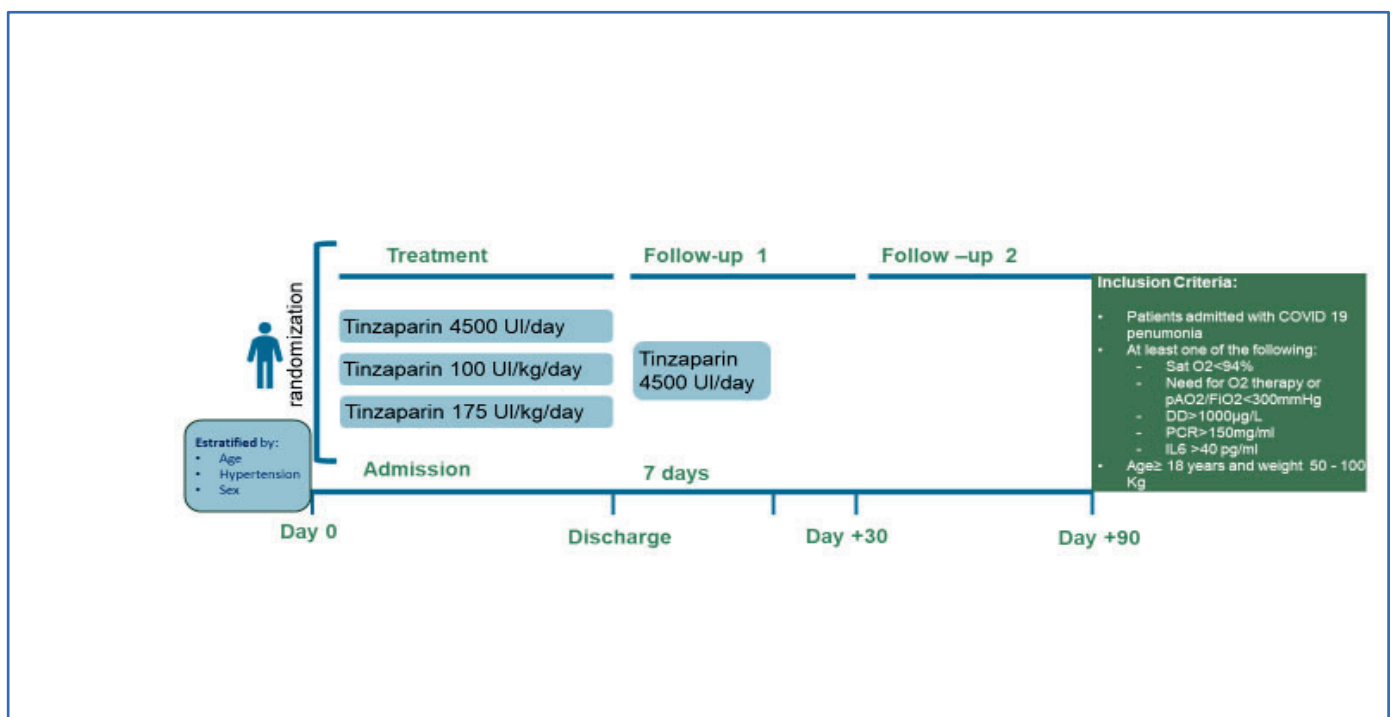 Treatment
Follow-up 1
Follow –up 2
randomization
Tinzaparin 4500 UI/day
Tinzaparin 100 UI/kg/day
Tinzaparin 175 UI/kg/day
Tinzaparin
4500 UI/day
Estratified by:
• Age
• Hypertension
• Sex
Admission
7 days
Day 0
Discharge
Day +30
Day +90
Inclusion Criteria:
• Patients admitted with COVID 19
penumonia
• At least one of the following:
- Sat O2<94%
- Need for O2 therapy or
pAO2/FiO2<300mmHg
- DD>1000µg/L
- PCR>150mg/ml
- IL6 >40 pg/ml
• Age≥ 18 years and weight 50 - 100
Kg